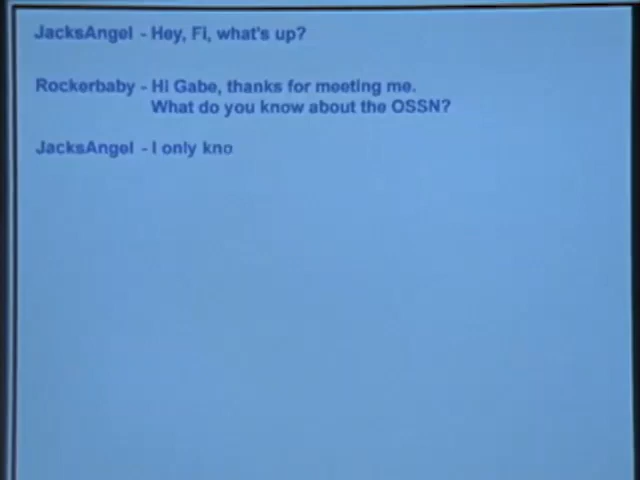 JacksAngel - Hey, Fi, what's up?
Rockerbaby - Hi Gabe, thanks for meeting me.
What do you know about the OSSN?
JacksAngel - I only kno